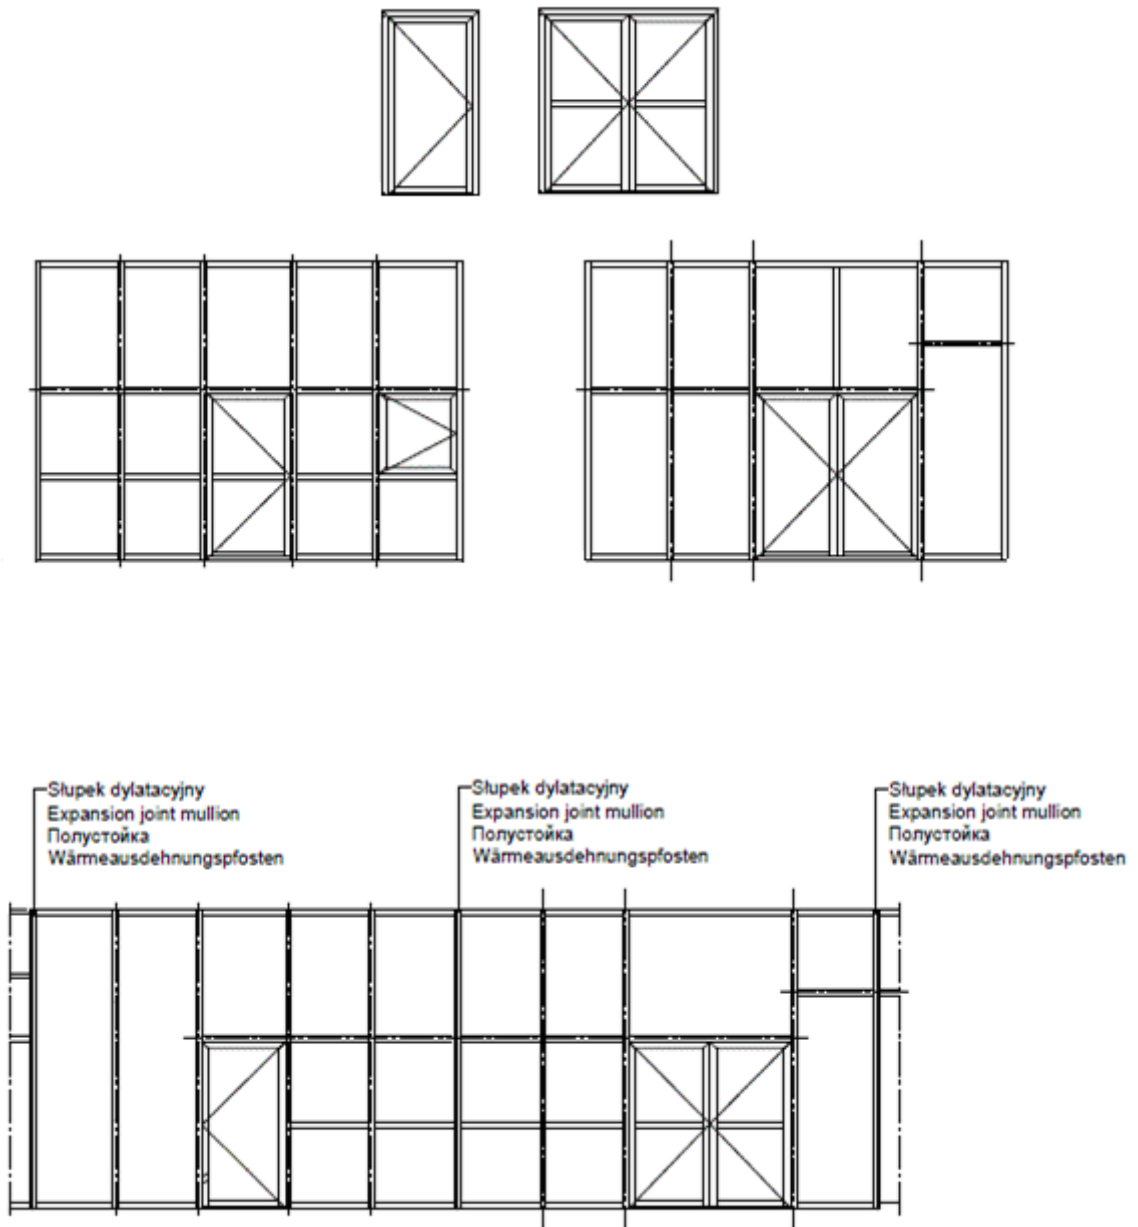 Słupek dylatacyjny
Expansion joint mullion
Полустойка
Wärmeausdehnungspfosten
Słupek dylatacyjny
Expansion joint mullion
Полустойка
Wärmeausdehnungspfosten
Słupek dylatacyjny
Expansion joint mullion
Полустойка
Wärmeausdehnungspfosten